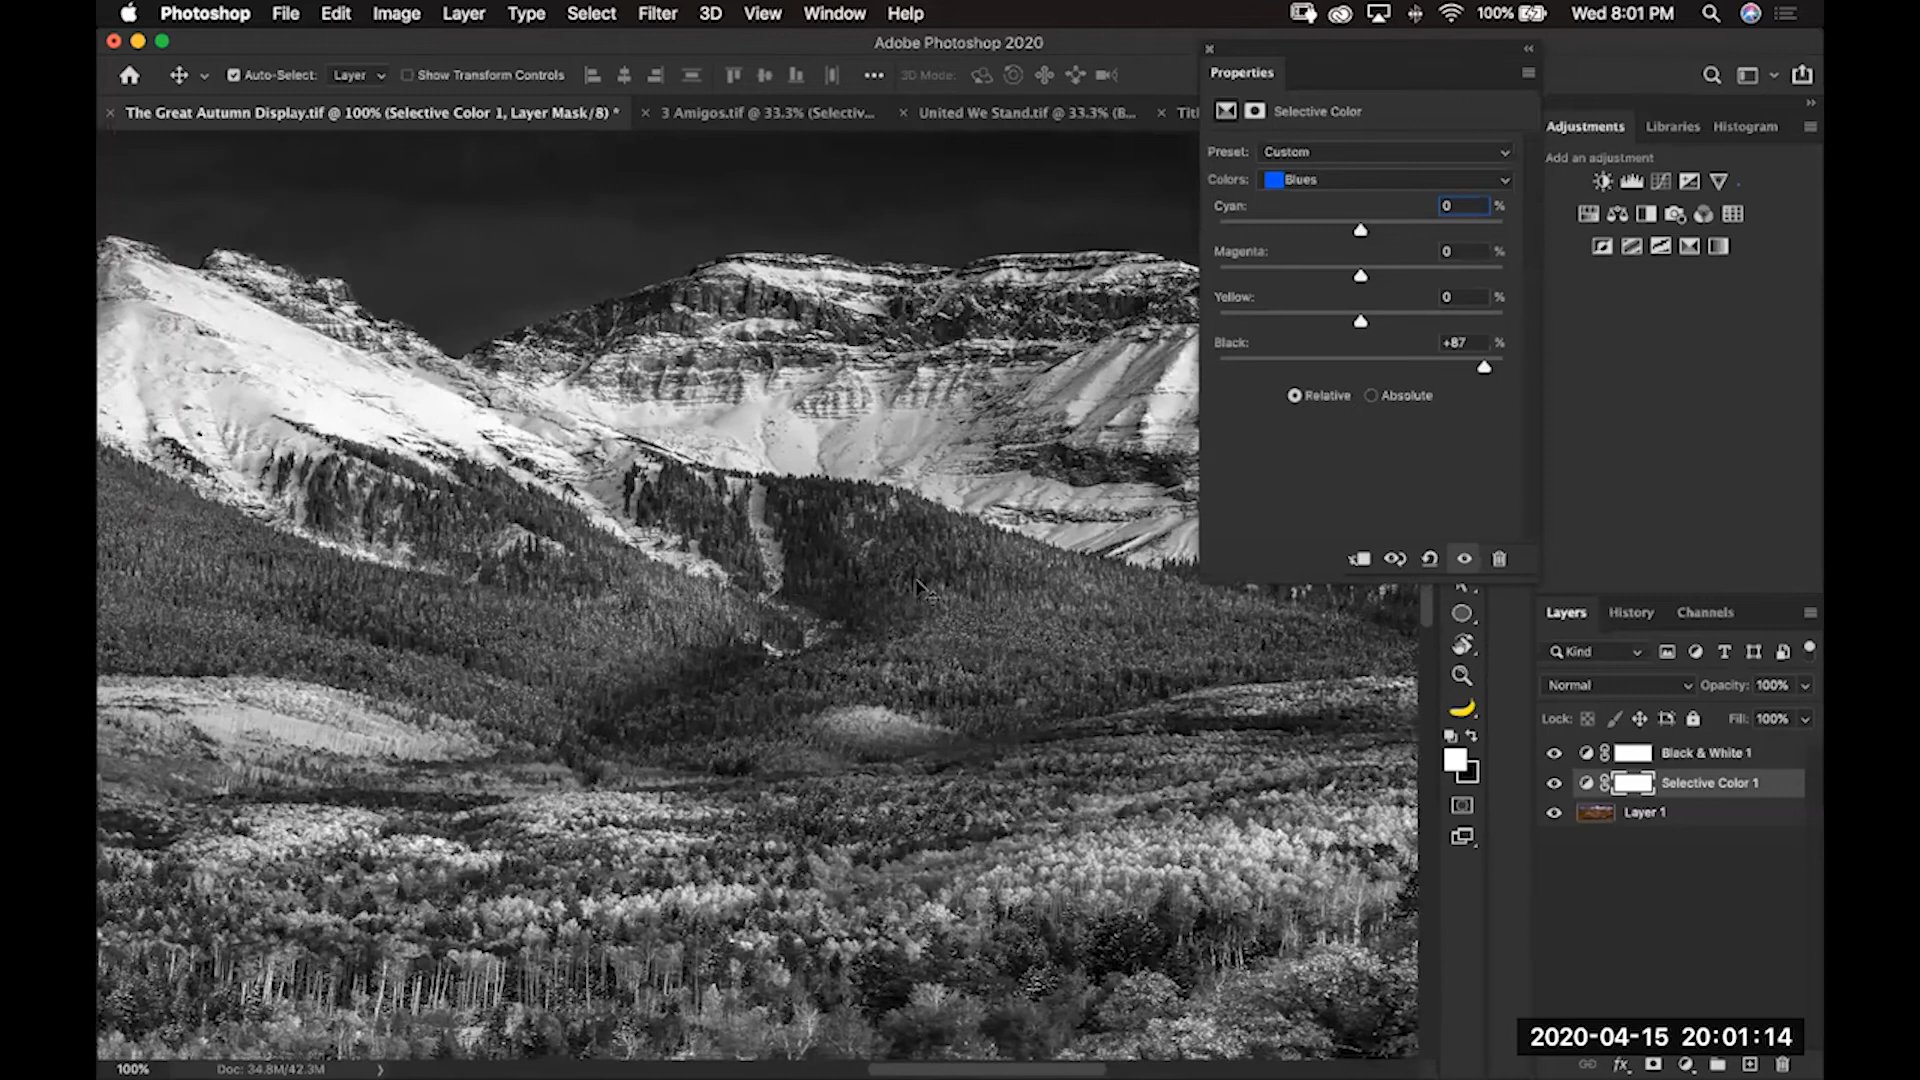 Photoshop File Edit Image Layer Type Select Filter 3D View Window Help 100% Wed 8:01 PM
Adobe Photoshop 2020
Auto-Select: Layer Show Transform Controls 3D Mode:
Properties
The Great Autumn Display.tif @ 100% (Selective Color 1, Layer Mask/8) * 3 Amigos.tif @ 33.3% (Selectiv... United We Stand.tif @ 33.3% (B... Titl
Selective Color
Preset: Custom
Colors: Blues
Cyan: 0 %
Magenta: 0 %
Yellow: 0 %
Black: +87 %
Relative Absolute
Adjustments Libraries Histogram
Add an adjustment
Layers History Channels
Kind
Normal Opacity: 100%
Lock: Fill: 100%
Black & White 1
Selective Color 1
Layer 1
2020-04-15 20:01:14
100% Doc: 34.8M/42.3M
fx